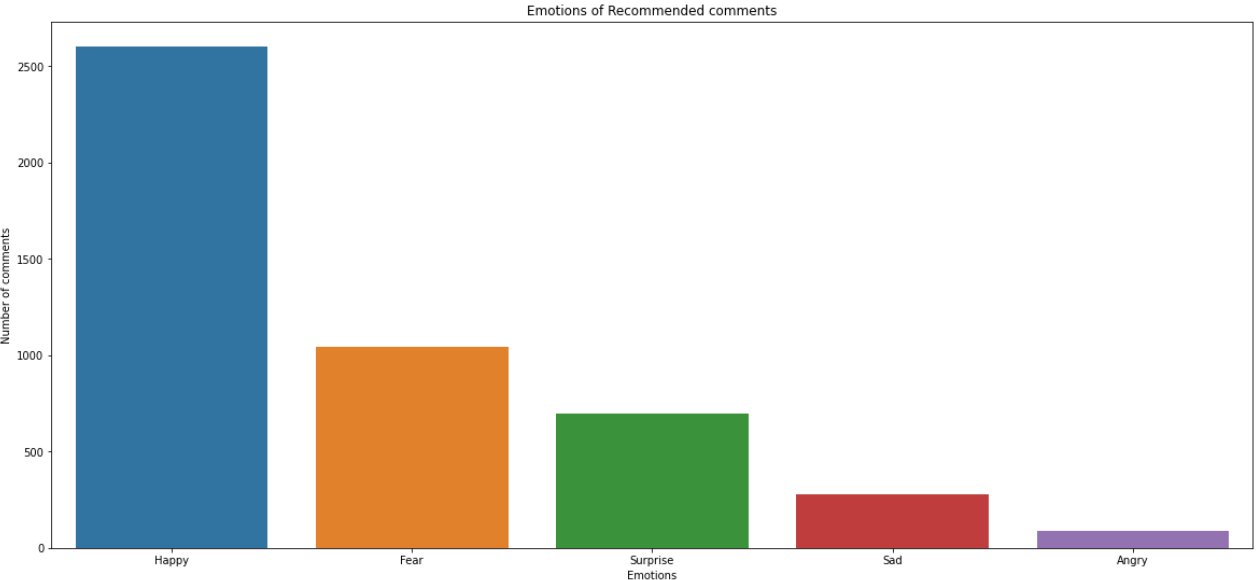 Emotions of Recommended comments
Number of comments
2500
2000
1500
1000
500
0
Happy
Fear
Surprise
Sad
Angry
Emotions